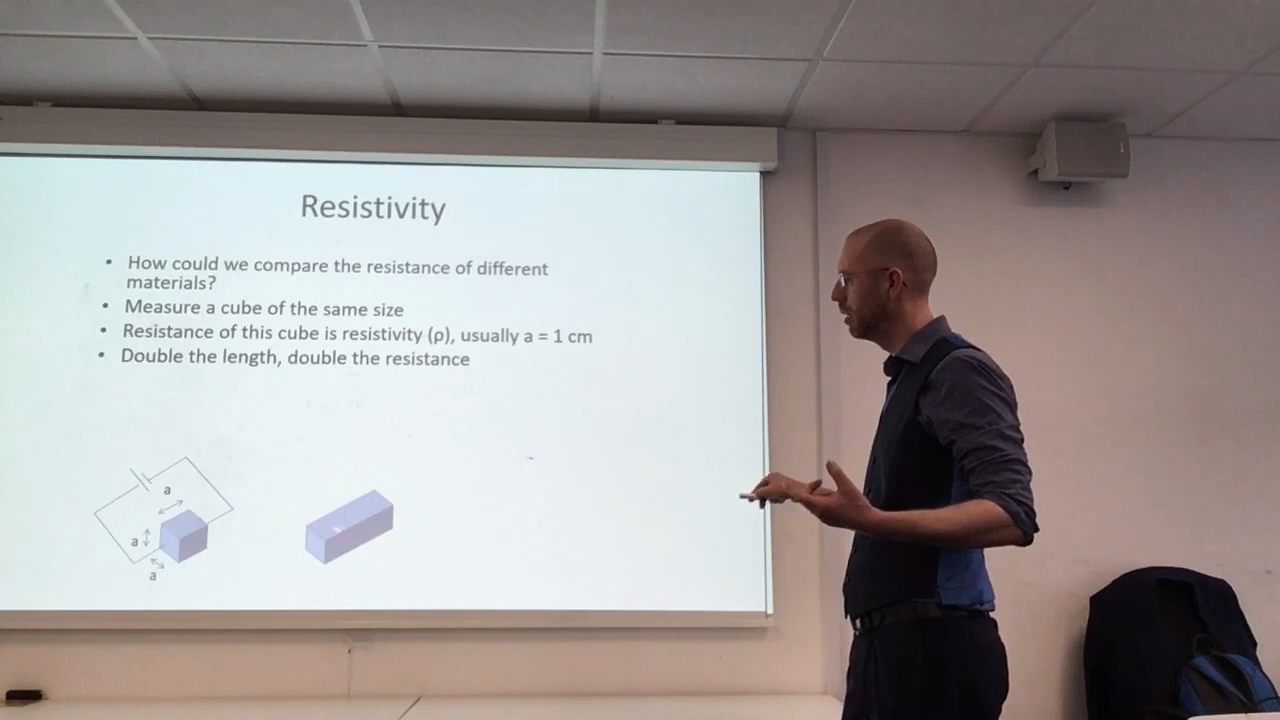 Resistivity
• How could we compare the resistance of different
materials?
• Measure a cube of the same size
• Resistance of this cube is resistivity (ρ), usually a = 1 cm
• Double the length, double the resistance
a
a
a